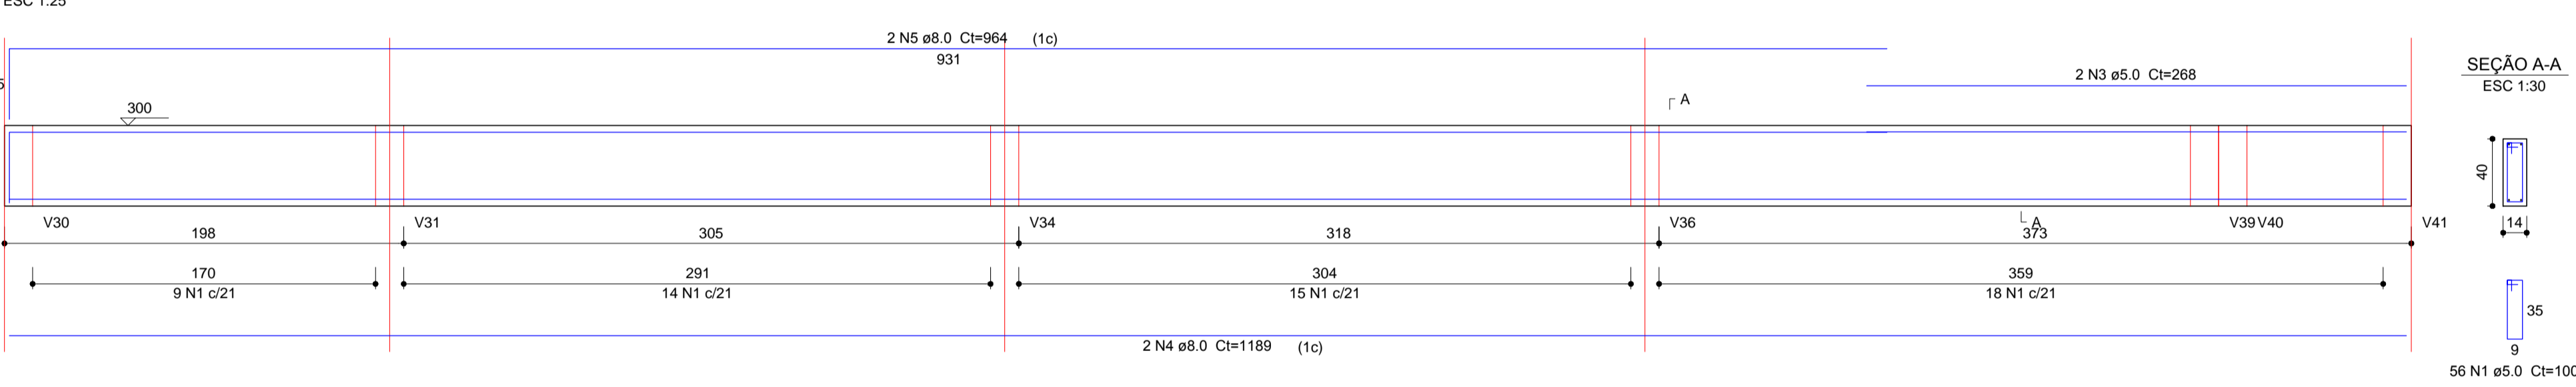 ESC 1:25
2 N5 ø8.0 Ct=964 (1c)
931
2 N3 ø5.0 Ct=268
SEÇÃO A-A
ESC 1:30
A
300
40
14
V30
V31
V34
V36
A
V39 V40
V41
198
305
318
373
170
291
304
359
9 N1 c/21
14 N1 c/21
15 N1 c/21
18 N1 c/21
35
9
2 N4 ø8.0 Ct=1189 (1c)
56 N1 ø5.0 Ct=100